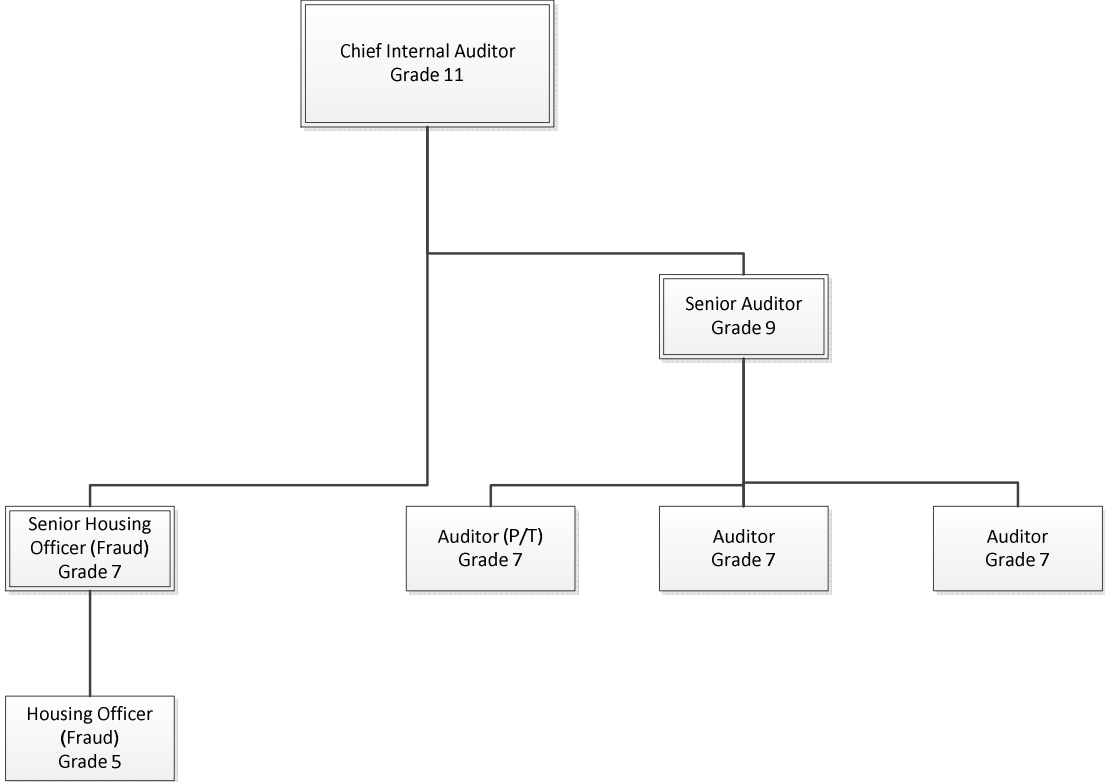 Chief Internal Auditor
Grade 11
Senior Auditor
Grade 9
Senior Housing
Officer (Fraud)
Grade 7
Auditor (P/T)
Grade 7
Auditor
Grade 7
Auditor
Grade 7
Housing Officer
(Fraud)
Grade 5